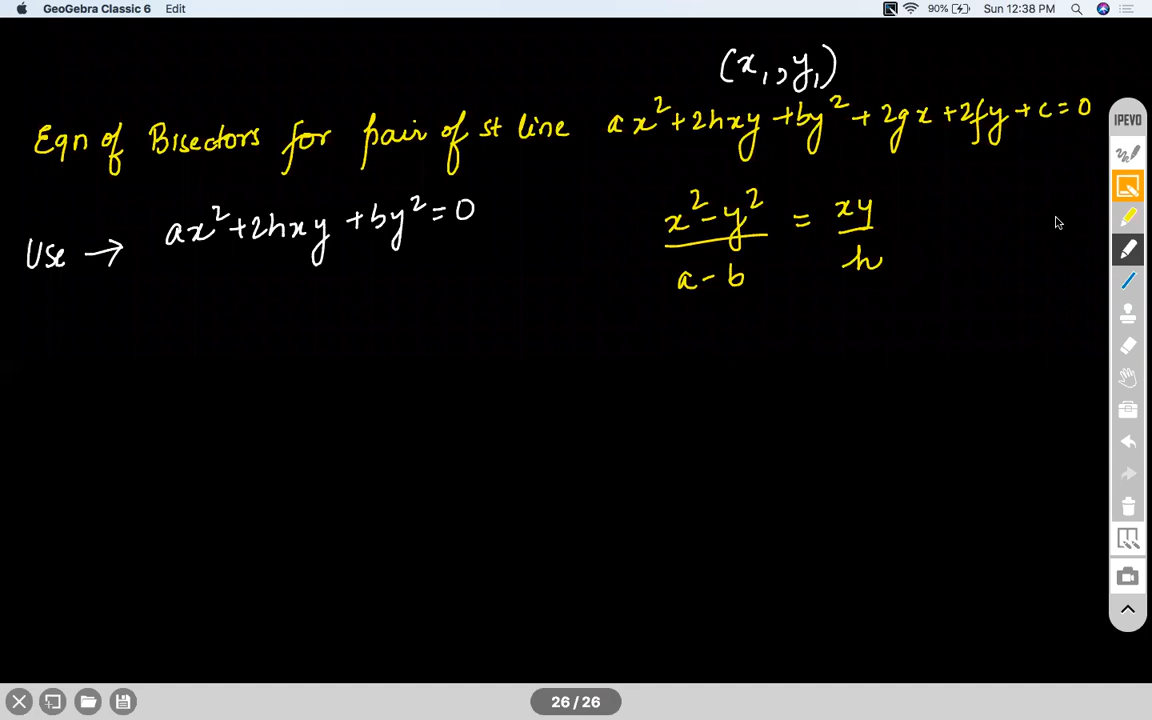 GeoGebra Classic 6 Edit 90% Sun 12:38 PM
(x₁, y₁)
Eqn of Bisectors for pair of st line ax²+2hxy+by²+2gx+2fy+c=0
Use → ax²+2hxy+by²=0
x²-y² / a-b = xy / h
IPEVO
26 / 26